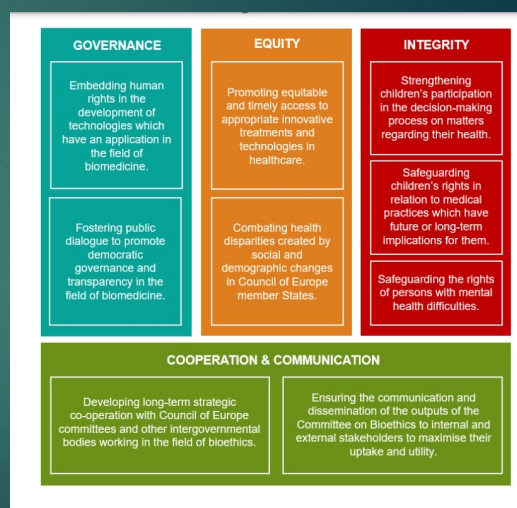 GOVERNANCE
Embedding human
rights in the
development of
technologies which
have an application in
the field of
biomedicine.
Fostering public
dialogue to promote
democratic
governance and
transparency in the
field of biomedicine.
EQUITY
Promoting equitable
and timely access to
appropriate innovative
treatments and
technologies in
healthcare.
Combating health
disparities created by
social and
demographic changes
in Council of Europe
member States.
INTEGRITY
Strengthening
children's participation
in the decision-making
process on matters
regarding their health.
Safeguarding
children's rights in
relation to medical
practices which have
future or long-term
implications for them.
Safeguarding the rights
of persons with mental
health difficulties.
COOPERATION & COMMUNICATION
Developing long-term strategic
co-operation with Council of Europe
committees and other intergovernmental
bodies working in the field of bioethics.
Ensuring the communication and
dissemination of the outputs of the
Committee on Bioethics to internal and
external stakeholders to maximise their
uptake and utility.